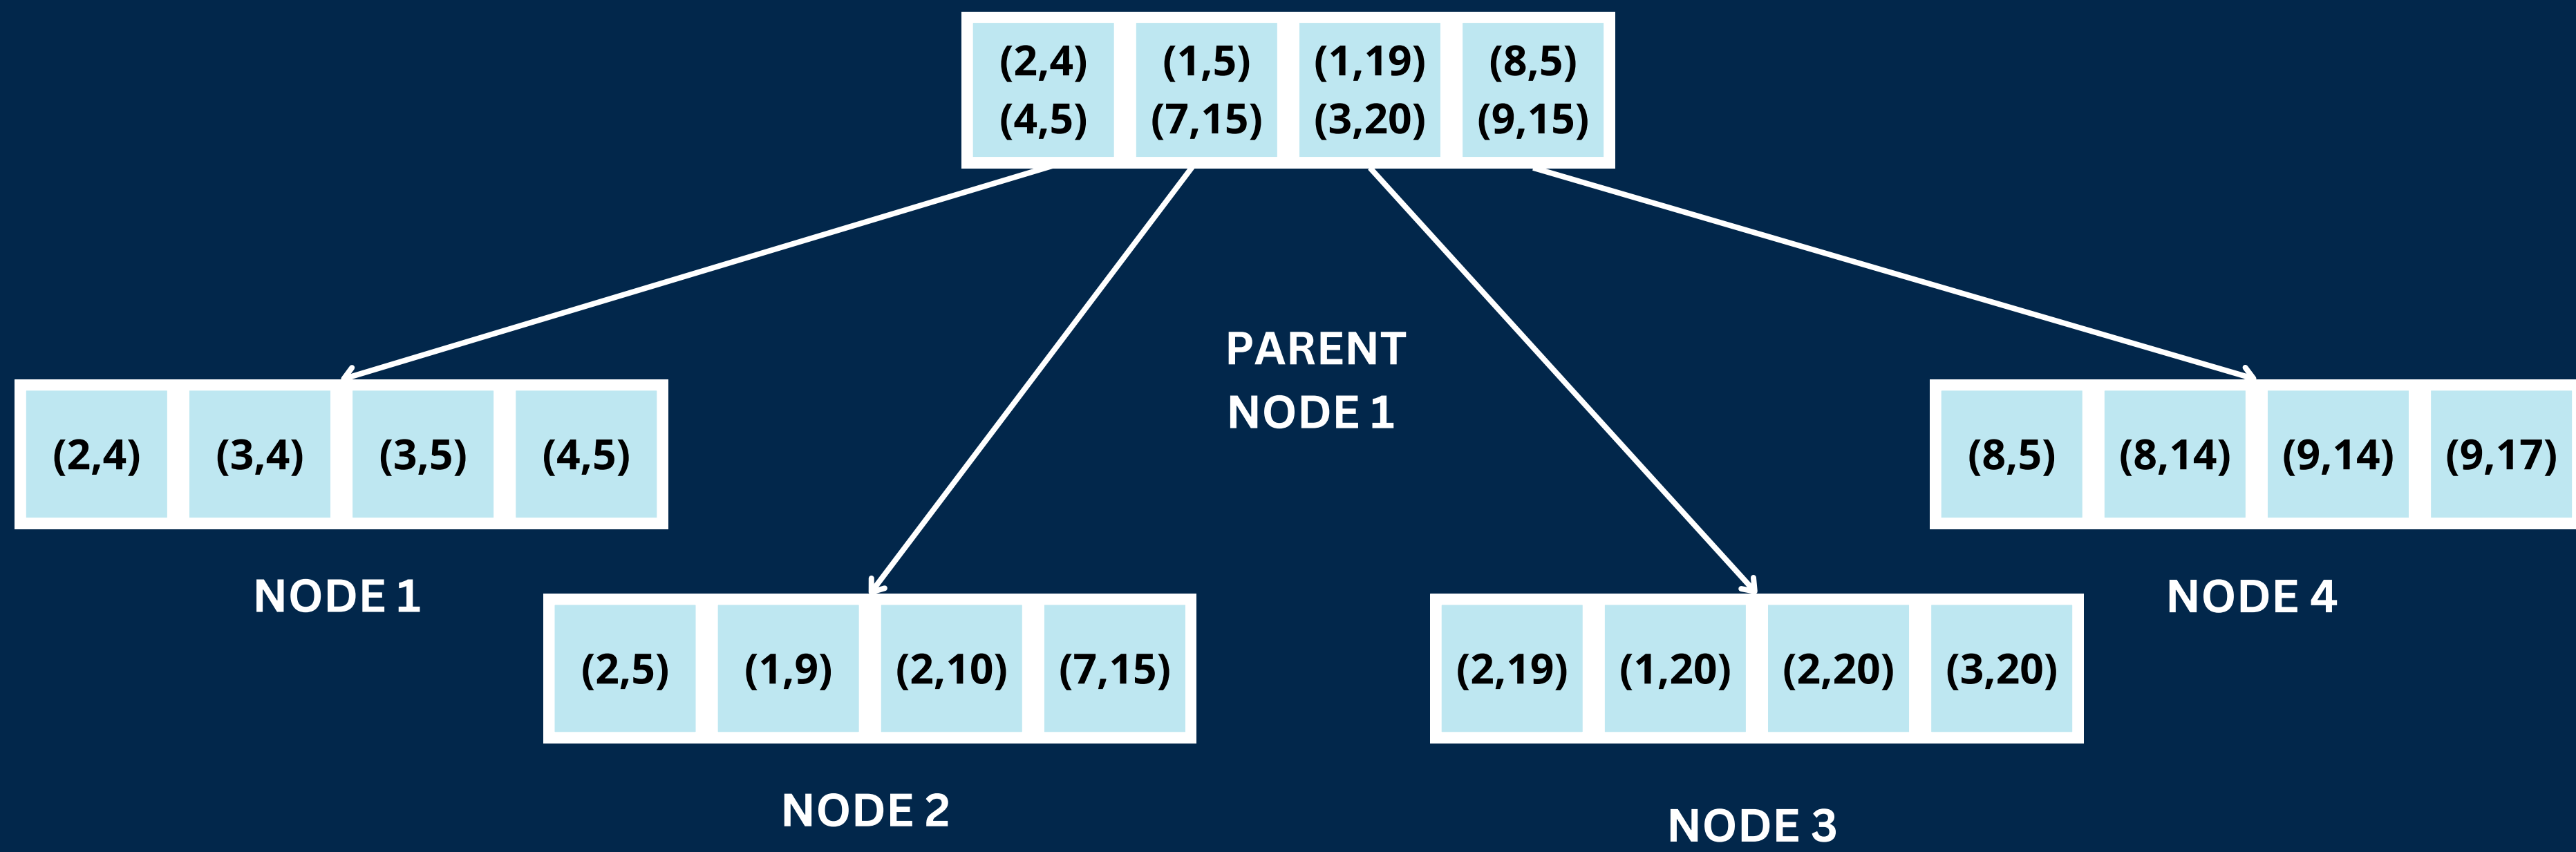 (2,4) (1,5) (1,19) (8,5)
(4,5) (7,15) (3,20) (9,15)
PARENT
NODE 1
(2,4) (3,4) (3,5) (4,5)
NODE 1
(2,5) (1,9) (2,10) (7,15)
NODE 2
(2,19) (1,20) (2,20) (3,20)
NODE 3
(8,5) (8,14) (9,14) (9,17)
NODE 4